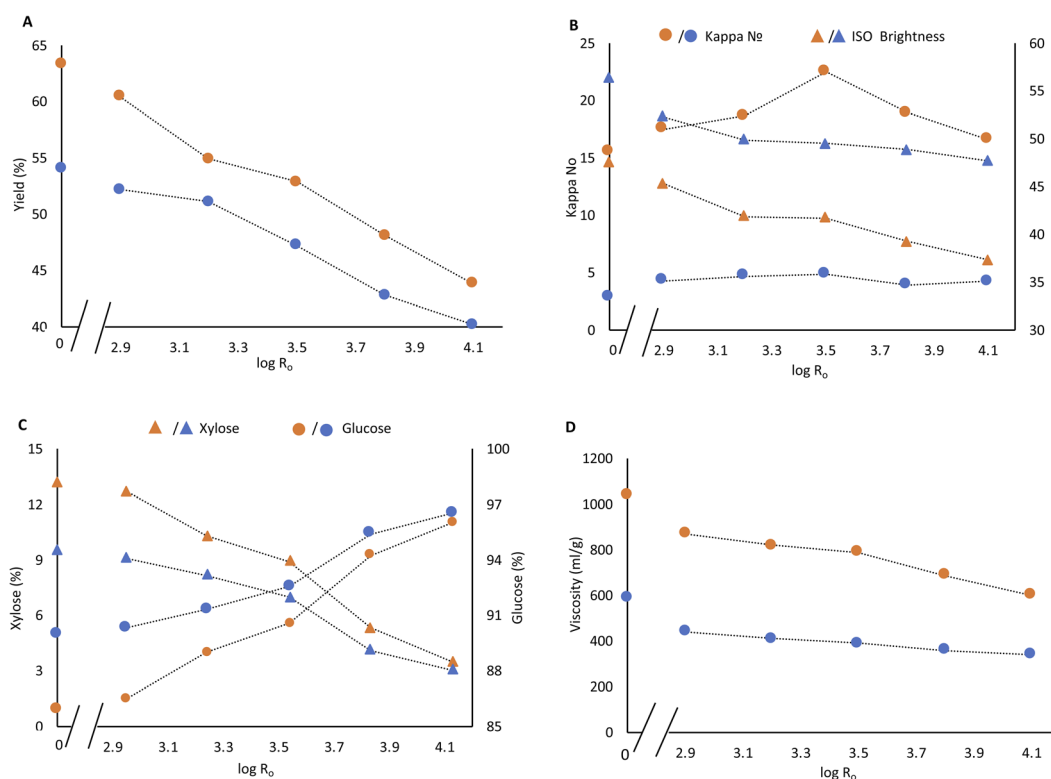 A
65
60
55
50
45
40
Yield (%)
0 2.9 3.1 3.3 3.5 3.7 3.9 4.1
log Ro
B
/ Kappa № / ISO Brightness
25
20
15
10
5
0
Kappa No
60
55
50
45
40
35
30
0 2.9 3.1 3.3 3.5 3.7 3.9 4.1
log Ro
C
/ Xylose / Glucose
15
12
9
6
3
0
Xylose (%)
100
97
94
91
88
85
Glucose (%)
0 2.9 3.1 3.3 3.5 3.7 3.9 4.1
log Ro
D
1200
1000
800
600
400
200
0
Viscosity (ml/g)
0 2.9 3.1 3.3 3.5 3.7 3.9 4.1
log Ro